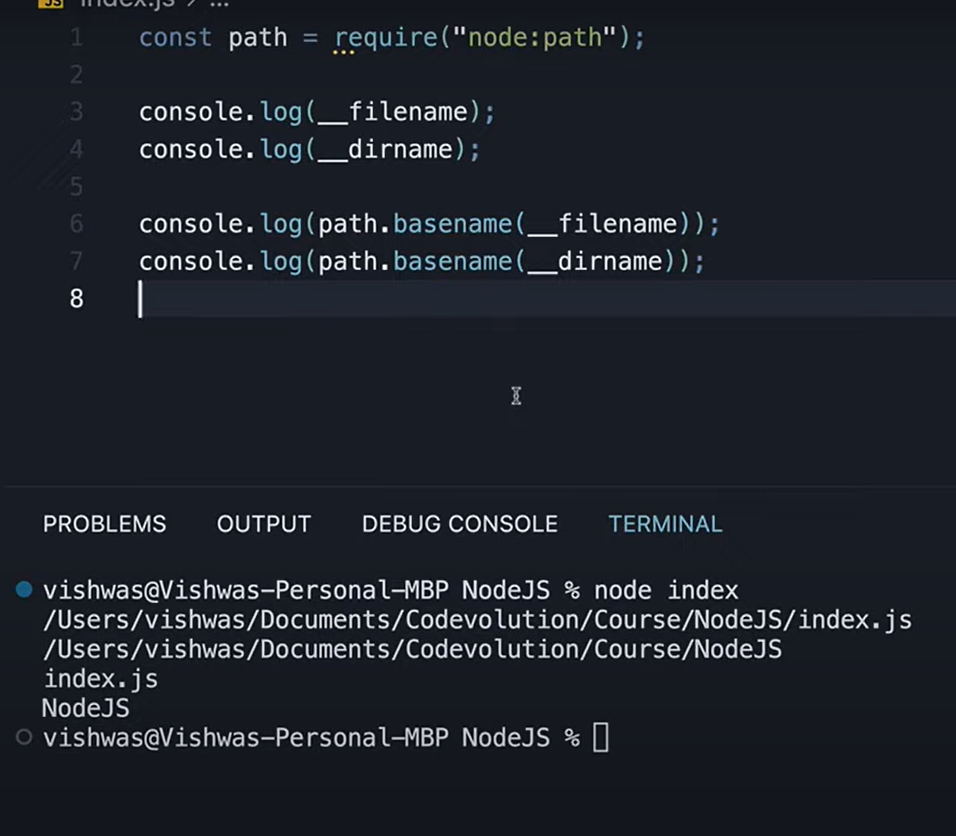 JS index.js > ...
1 const path = require("node:path");
2
3 console.log(__filename);
4 console.log(__dirname);
5
6 console.log(path.basename(__filename));
7 console.log(path.basename(__dirname));
8
PROBLEMS OUTPUT DEBUG CONSOLE TERMINAL
vishwas@Vishwas-Personal-MBP NodeJS % node index
/Users/vishwas/Documents/Codevolution/Course/NodeJS/index.js
/Users/vishwas/Documents/Codevolution/Course/NodeJS
index.js
NodeJS
vishwas@Vishwas-Personal-MBP NodeJS %